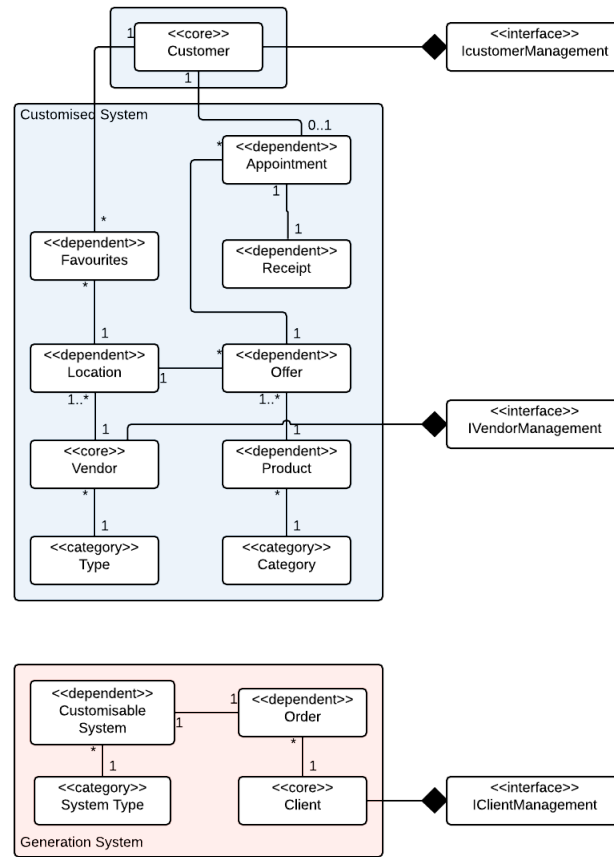 1
<<core>>
Customer
<<interface>>
IcustomerManagement
1
Customised System
0..1
*
<<dependent>>
Appointment
1
*
1
<<dependent>>
Favourites
<<dependent>>
Receipt
*
1
1
<<dependent>>
Location
*
1
<<dependent>>
Offer
1..*
1..*
<<interface>>
IVendorManagement
1
1
<<core>>
Vendor
<<dependent>>
Product
*
*
1
1
<<category>>
Type
<<category>>
Category
<<dependent>>
Customisable
System
1
1
<<dependent>>
Order
*
*
1
1
<<category>>
System Type
<<core>>
Client
<<interface>>
IClientManagement
Generation System